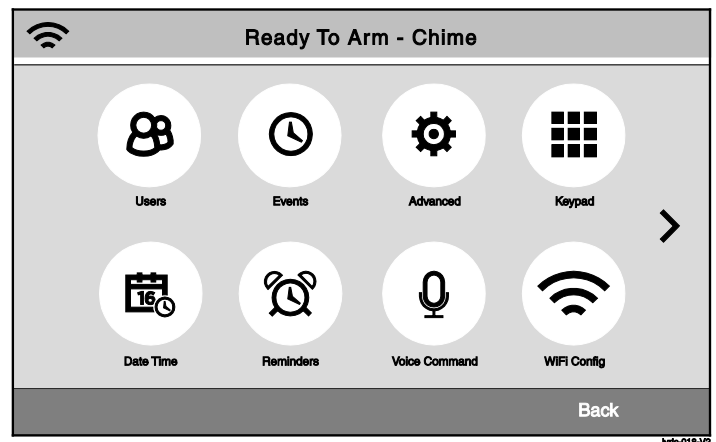 Ready To Arm - Chime
Users
Events
Advanced
Keypad
16
Date Time
Reminders
Voice Command
WiFi Config
Back